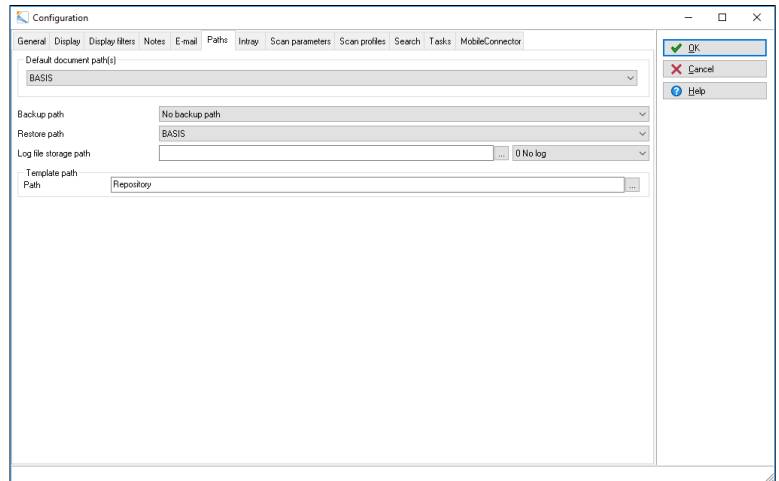 Configuration
General Display Display filters Notes E-mail Paths Intray Scan parameters Scan profiles Search Tasks MobileConnector
OK
Default document path(s)
Cancel
BASIS
Help
Backup path No backup path
Restore path BASIS
Log file storage path ... 0 No log
Template path
Path Repository ...